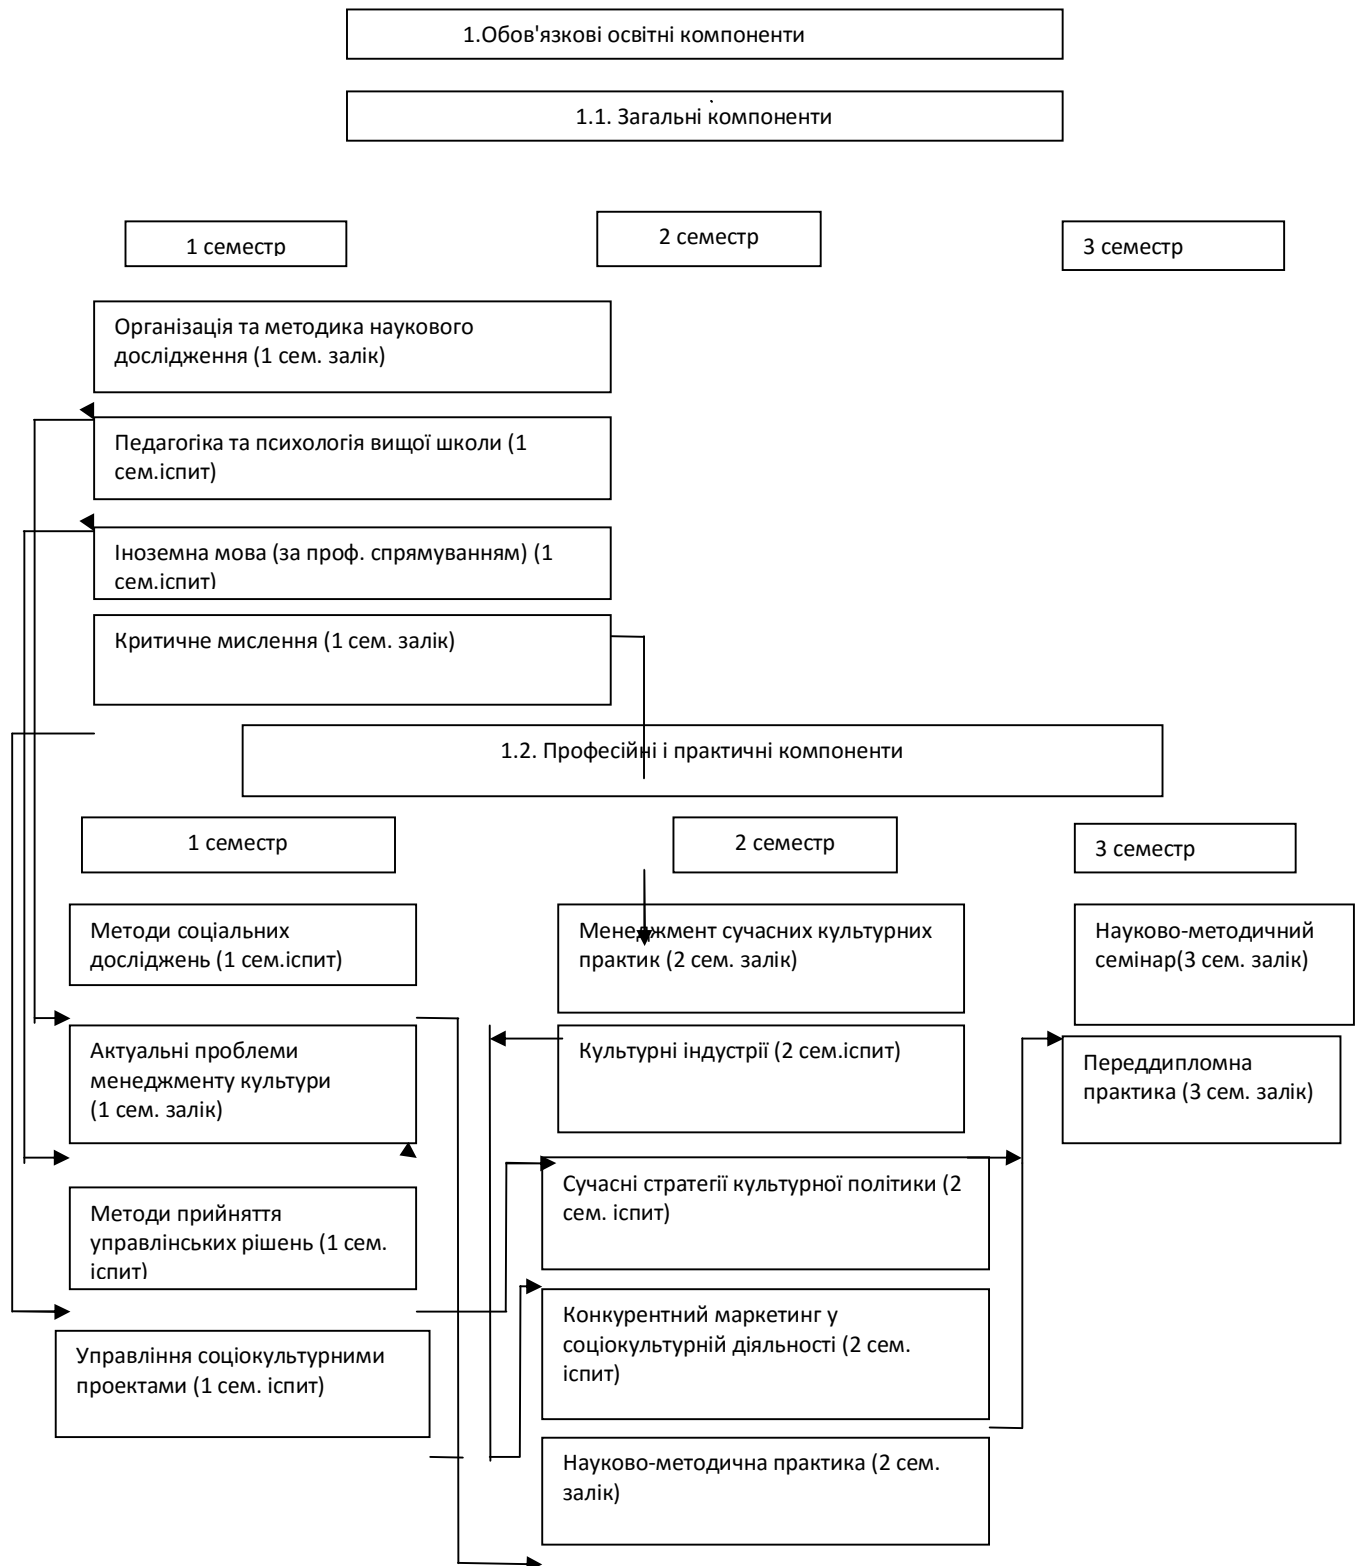 1.Обов'язкові освітні компоненти
1.1. Загальні компоненти
1 семестр
2 семестр
3 семестр
Організація та методика наукового
дослідження (1 сем. залік)
Педагогіка та психологія вищої школи (1
сем.іспит)
Іноземна мова (за проф. спрямуванням) (1
сем.іспит)
Критичне мислення (1 сем. залік)
1.2. Професійні і практичні компоненти
1 семестр
2 семестр
3 семестр
Методи соціальних
досліджень (1 сем.іспит)
Менеджмент сучасних культурних
практик (2 сем. залік)
Науково-методичний
семінар(3 сем. залік)
Актуальні проблеми
менеджменту культури
(1 сем. залік)
Культурні індустрії (2 сем.іспит)
Переддипломна
практика (3 сем. залік)
Методи прийняття
управлінських рішень (1 сем.
іспит)
Сучасні стратегії культурної політики (2
сем. іспит)
Управління соціокультурними
проектами (1 сем. іспит)
Конкурентний маркетинг у
соціокультурній діяльності (2 сем.
іспит)
Науково-методична практика (2 сем.
залік)